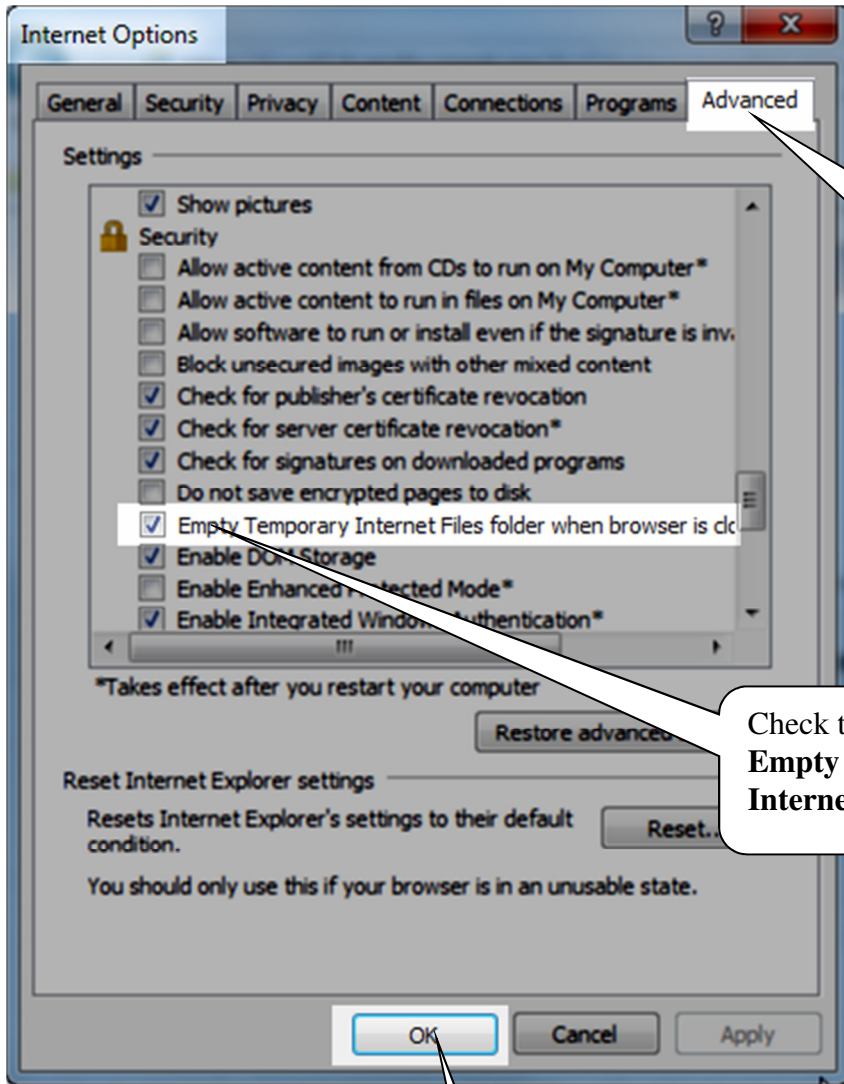 Internet Options
General Security Privacy Content Connections Programs Advanced
Settings
Show pictures
Security
Allow active content from CDs to run on My Computer*
Allow active content to run in files on My Computer*
Allow software to run or install even if the signature is inva
Block unsecured images with other mixed content
Check for publisher's certificate revocation
Check for server certificate revocation*
Check for signatures on downloaded programs
Do not save encrypted pages to disk
Empty Temporary Internet Files folder when browser is clo
Enable DOM Storage
Enable Enhanced Protected Mode*
Enable Integrated Windows Authentication*
*Takes effect after you restart your computer
Restore advanced
Check t
Empty
Interne
Reset Internet Explorer settings
Resets Internet Explorer's settings to their default
condition.
Reset..
You should only use this if your browser is in an unusable state.
OK Cancel Apply